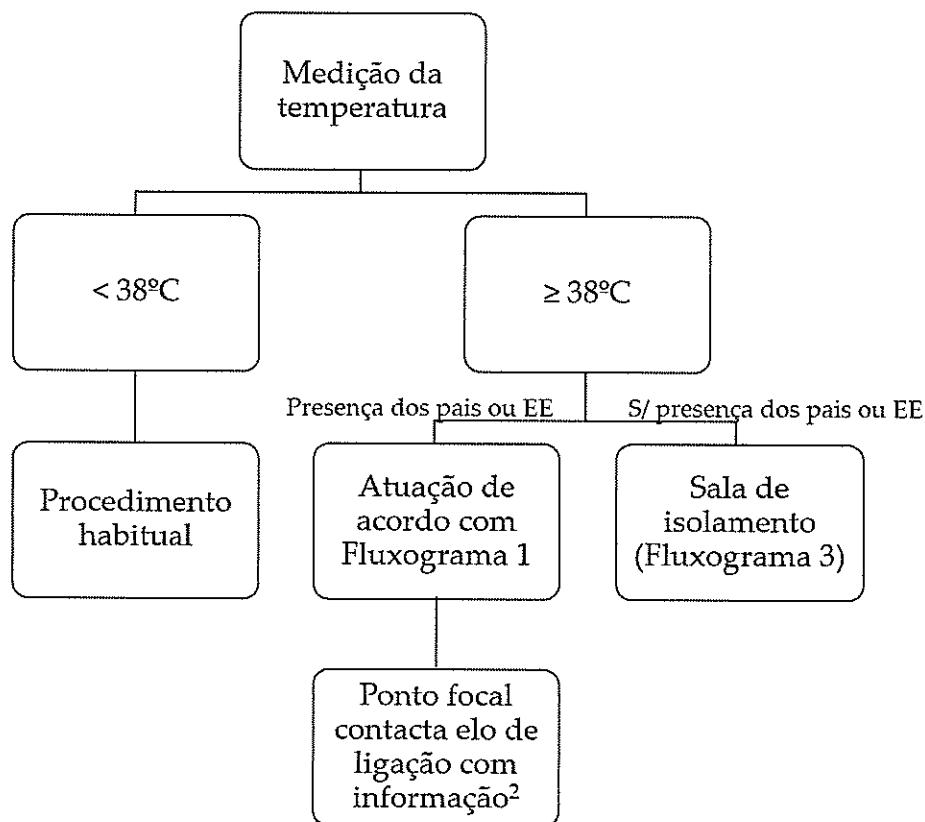 Medição da
temperatura
< 38ºC
≥ 38ºC
Presença dos pais ou EE
S/ presença dos pais ou EE
Procedimento
habitual
Atuação de
acordo com
Fluxograma 1
Sala de
isolamento
(Fluxograma 3)
Ponto focal
contacta elo de
ligação com
informação²